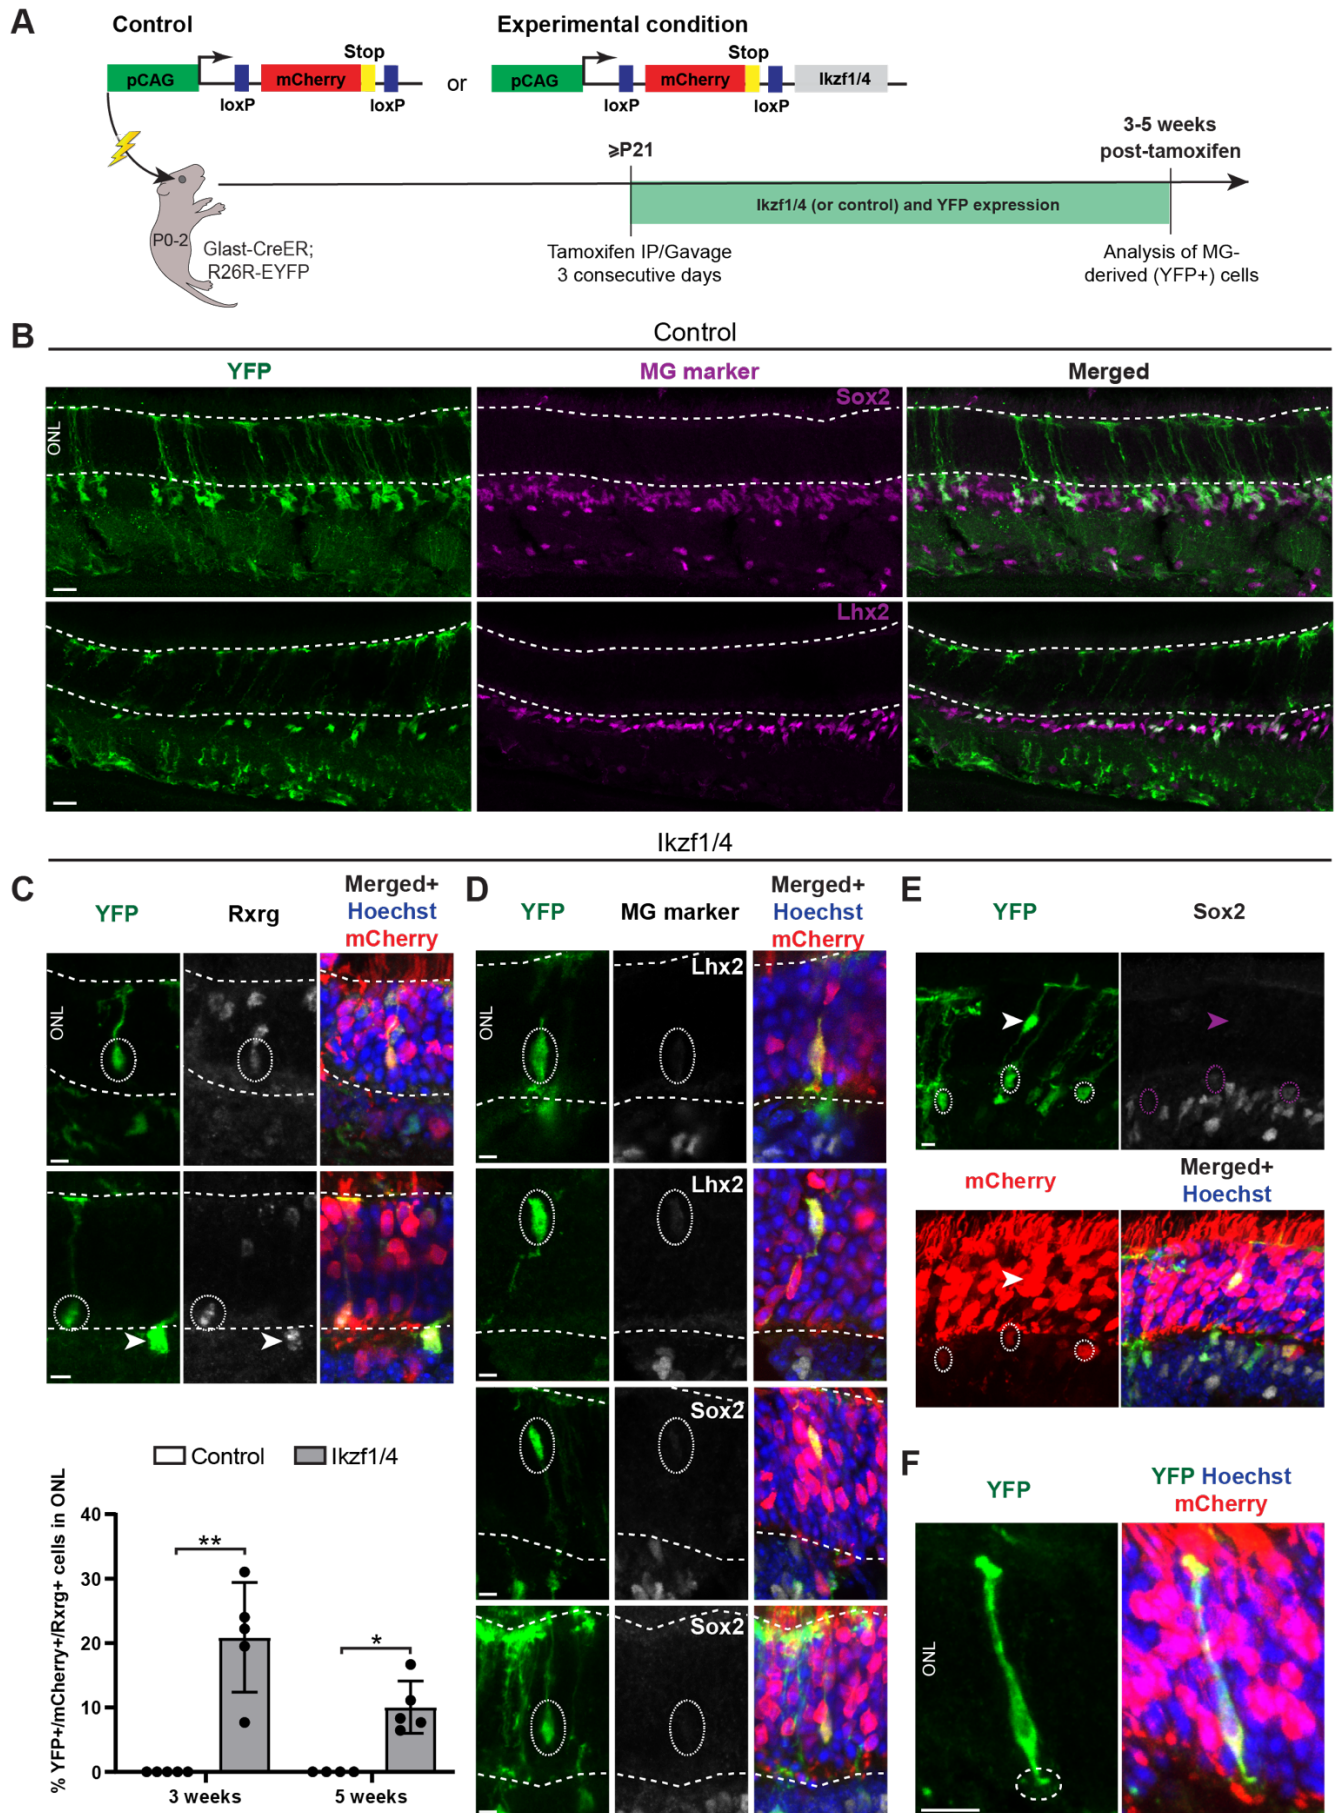 A
Control
Experimental condition
Stop
Stop
pCAG
mCherry
or
pCAG
mCherry
Ikzf1/4
loxP
loxP
loxP
loxP
⩾P21
3-5 weeks
post-tamoxifen
Ikzf1/4 (or control) and YFP expression
P0-2
Glast-CreER;
R26R-EYFP
Tamoxifen IP/Gavage
3 consecutive days
Analysis of MG-
derived (YFP+) cells
B
Control
YFP
MG marker
Merged
ONL
Sox2
Lhx2
Ikzf1/4
C
YFP
Rxrg
Merged+
Hoechst
mCherry
ONL
Control
Ikzf1/4
% YFP+/mCherry+/Rxrg+ cells in ONL
40
30
20
10
0
**
*
3 weeks
5 weeks
D
YFP
MG marker
Merged+
Hoechst
mCherry
ONL
Lhx2
Lhx2
Sox2
Sox2
E
YFP
Sox2
mCherry
Merged+
Hoechst
F
YFP
YFP Hoechst
mCherry
ONL